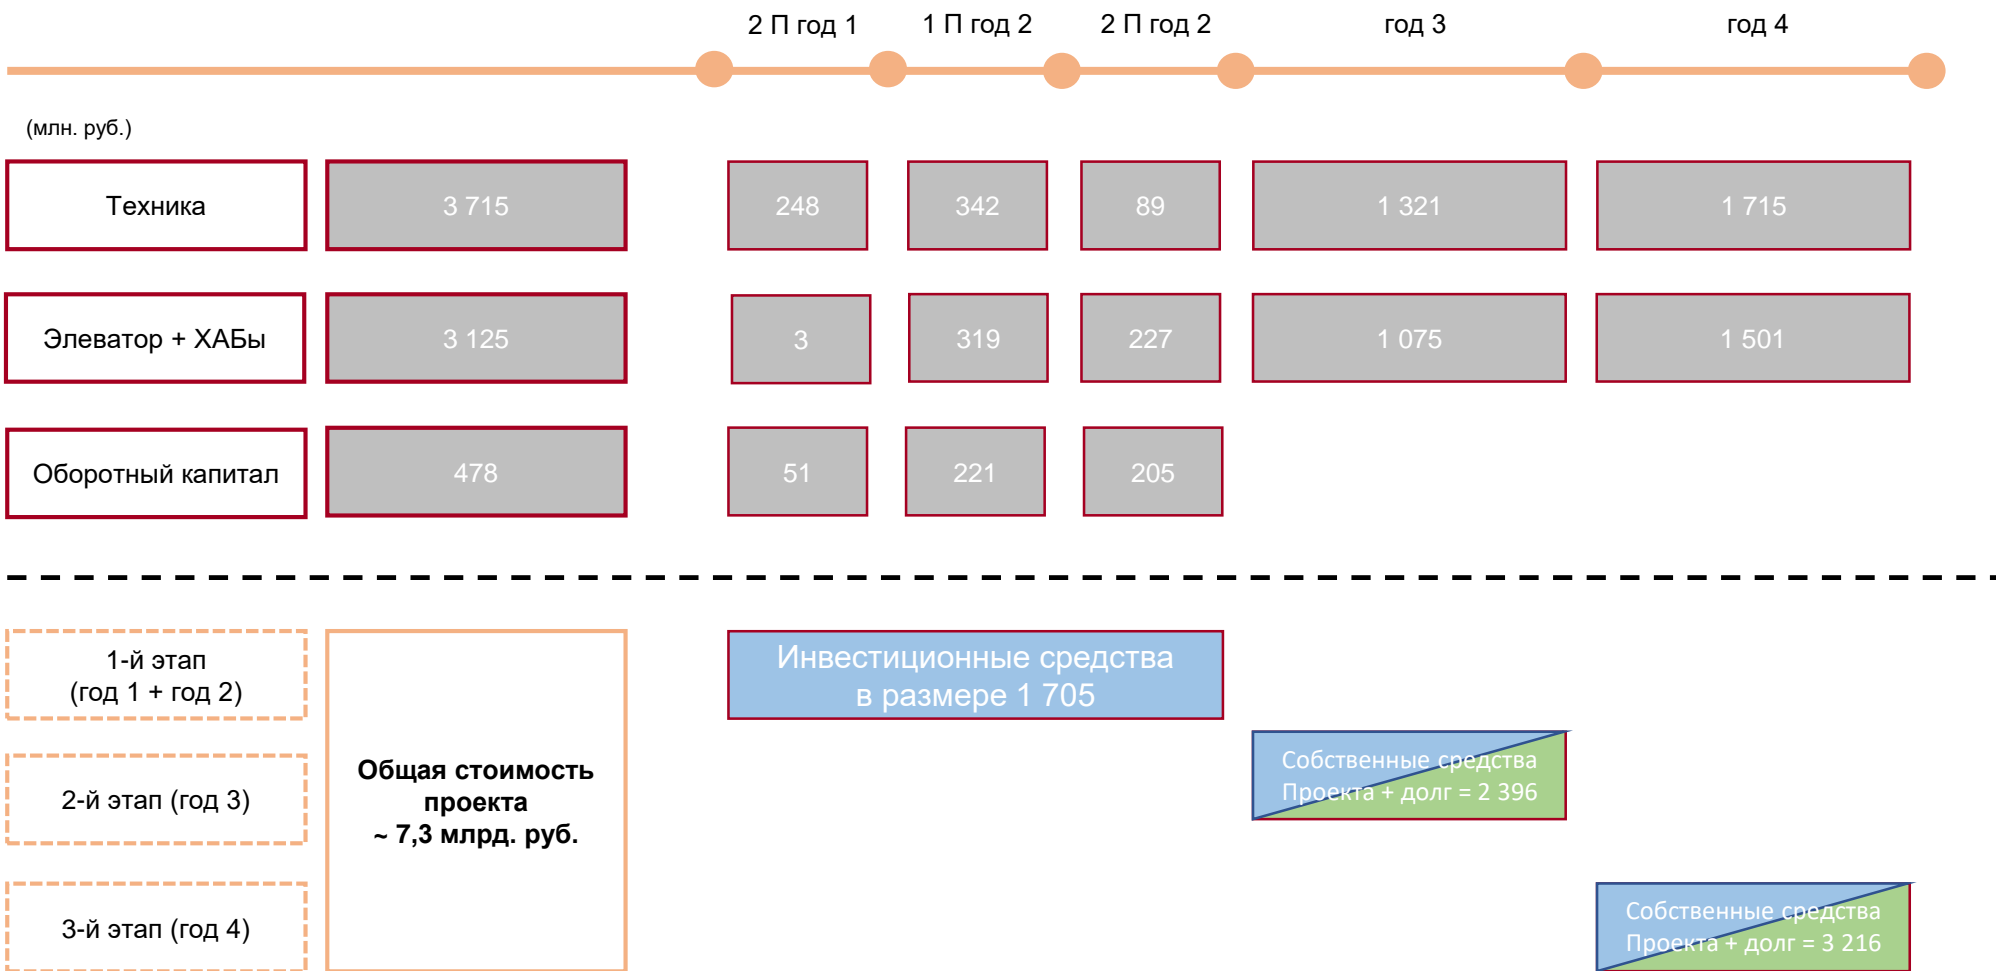 2 П год 1
1 П год 2
2 П год 2
год 3
год 4
(млн. руб.)
Техника
3 715
248
342
89
1 321
1 715
Элеватор + ХАБы
3 125
3
319
227
1 075
1 501
Оборотный капитал
478
51
221
205
1-й этап
(год 1 + год 2)
Инвестиционные средства
в размере 1 705
2-й этап (год 3)
Общая стоимость
проекта
~ 7,3 млрд. руб.
Собственные средства
Проекта + долг = 2 396
3-й этап (год 4)
Собственные средства
Проекта + долг = 3 216